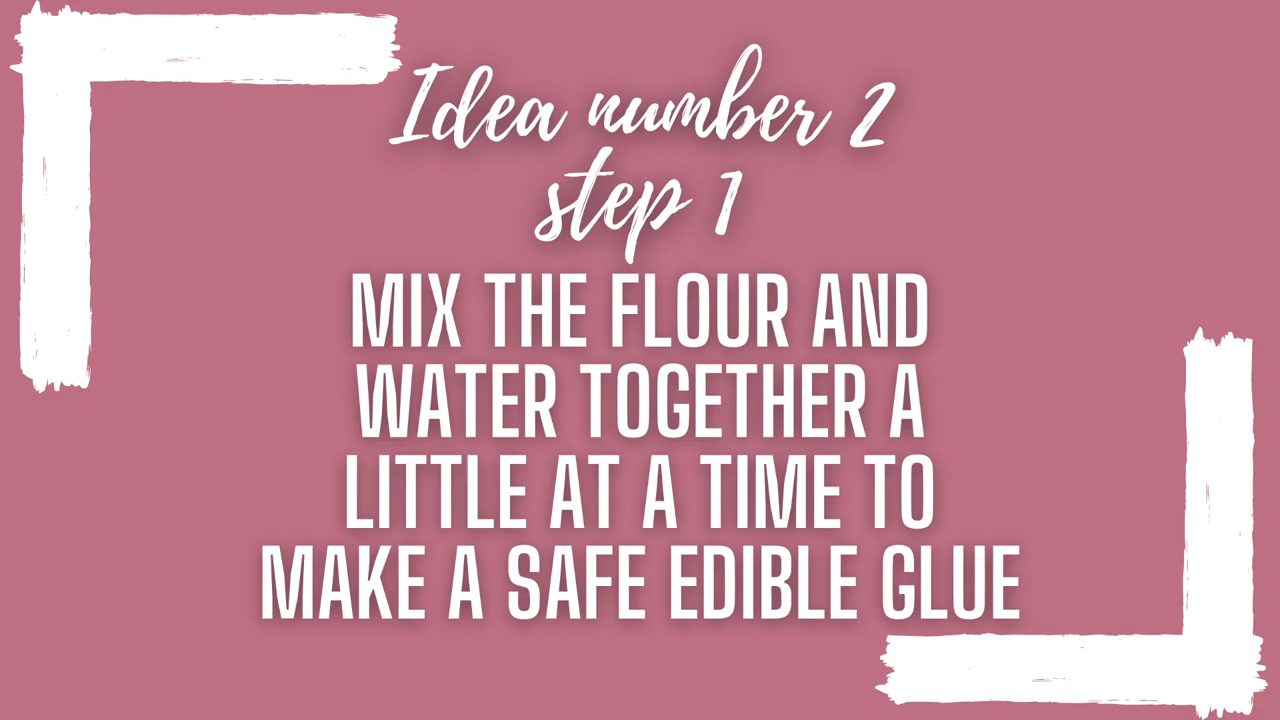 Idea number 2
step 1
MIX THE FLOUR AND
WATER TOGETHER A
LITTLE AT A TIME TO
MAKE A SAFE EDIBLE GLUE